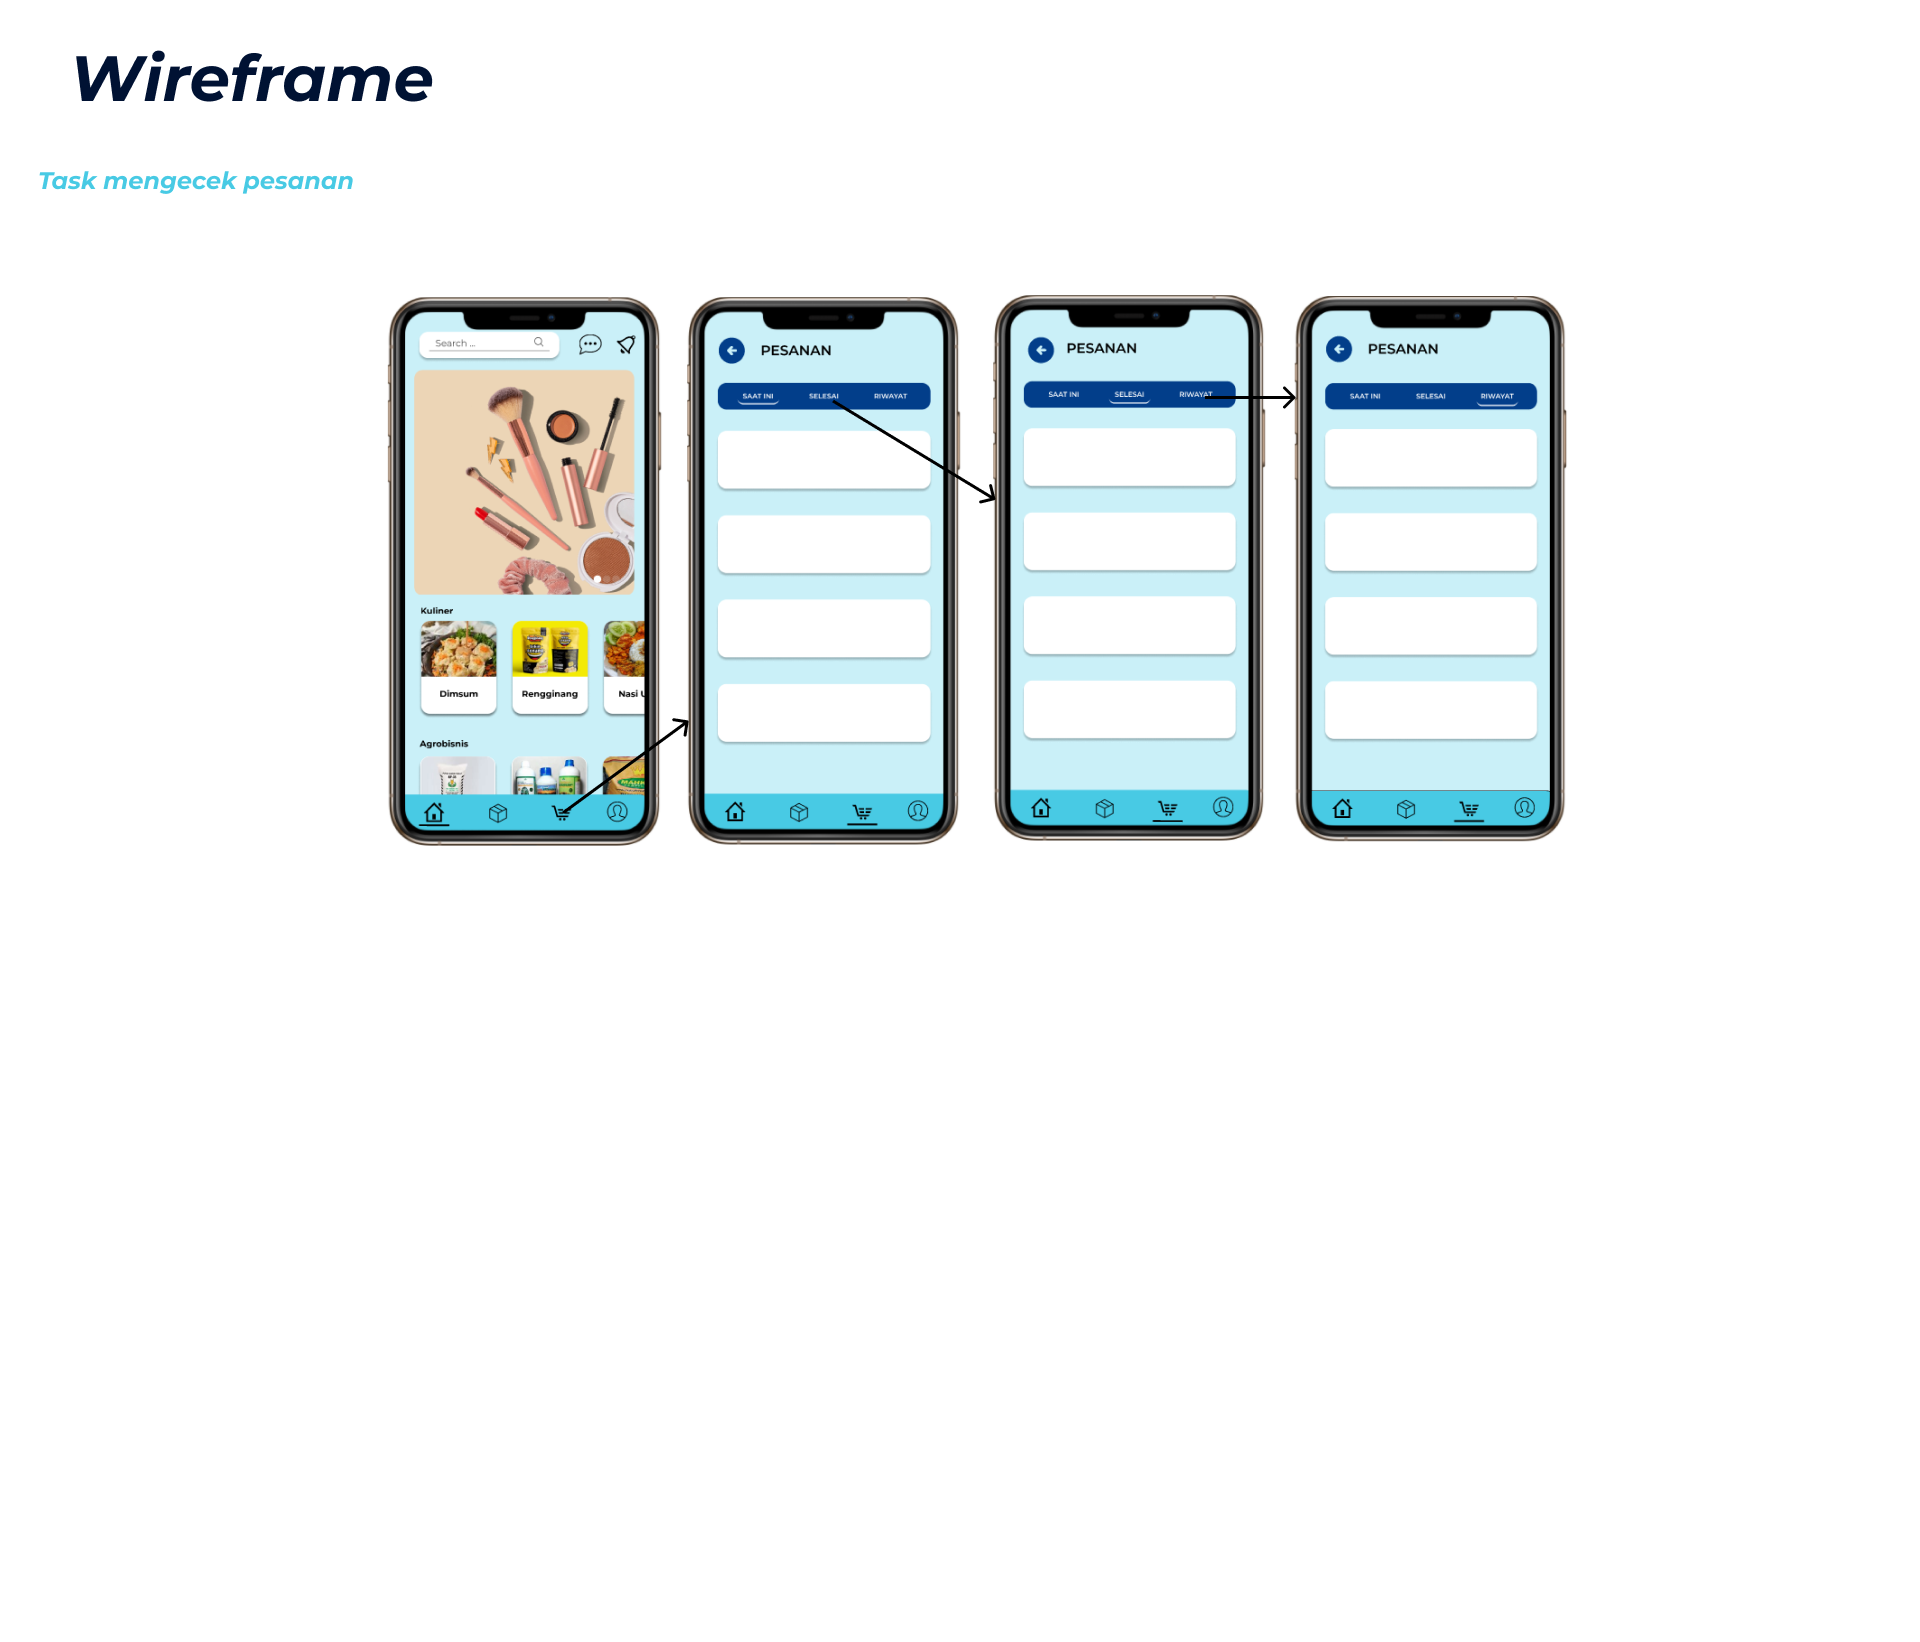 Wireframe
Task mengecek pesanan
Search ...
Kuliner
Dimsum
Rengginang
Nasi U
Agrobisnis
PESANAN
SAAT INI SELESAI RIWAYAT
PESANAN
SAAT INI SELESAI RIWAYAT
PESANAN
SAAT INI SELESAI RIWAYAT